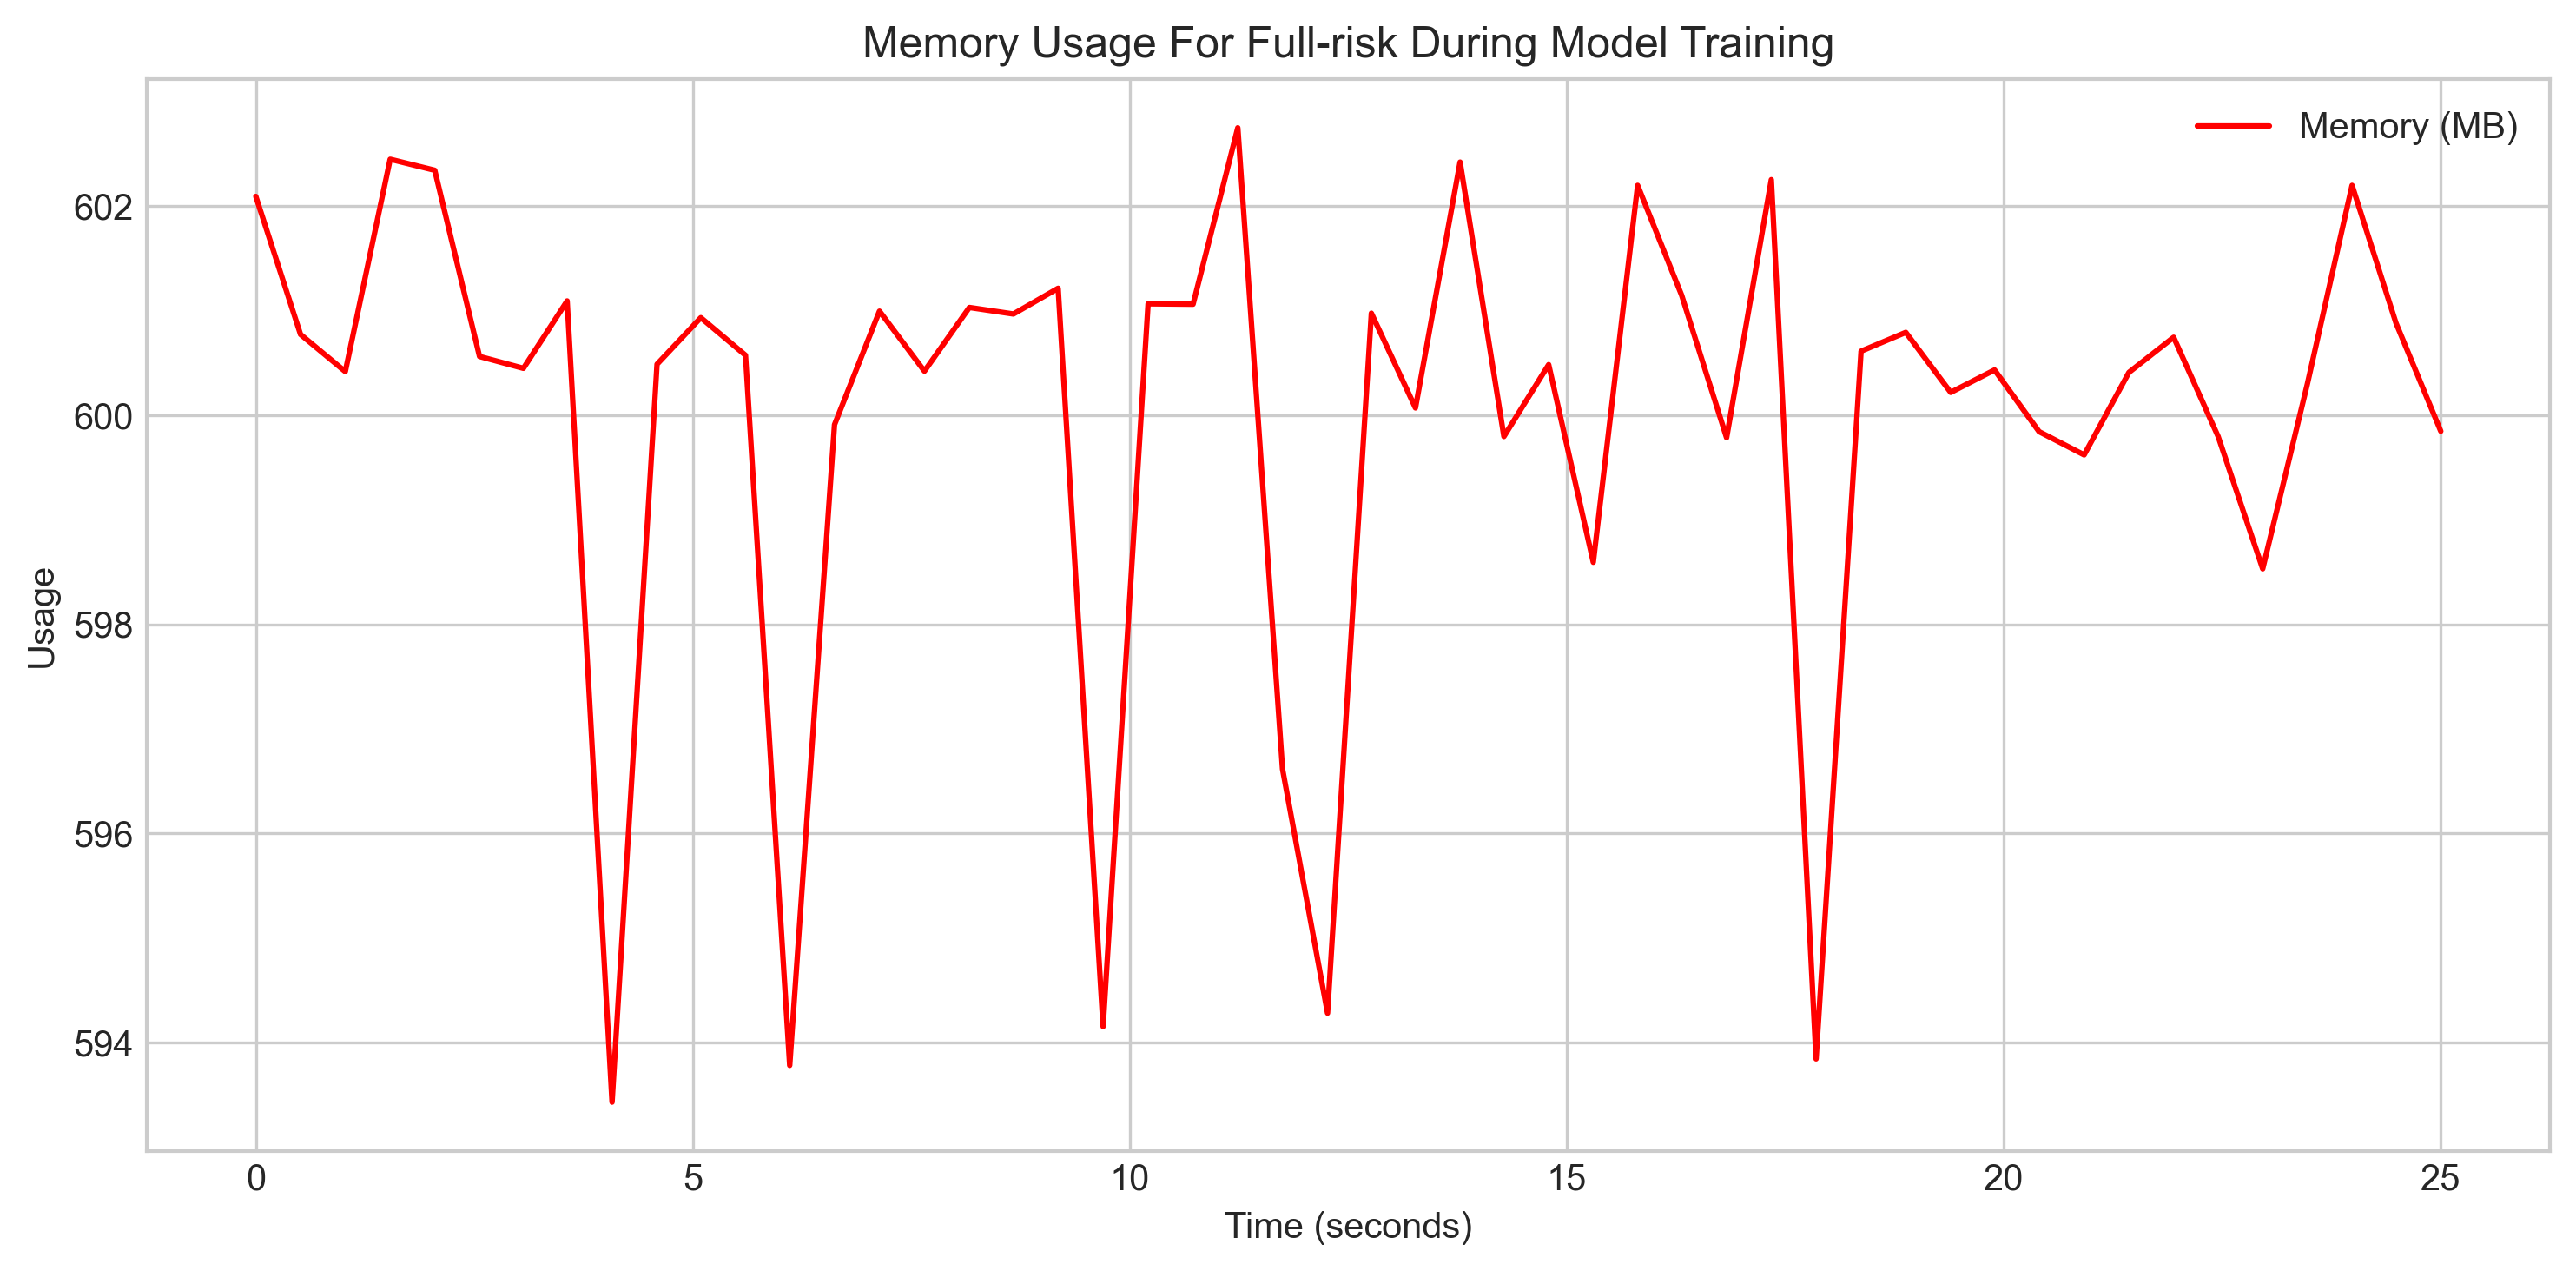 Memory Usage For Full-risk During Model Training
Memory (MB)
602
600
598
596
594
Usage
0 5 10 15 20 25
Time (seconds)